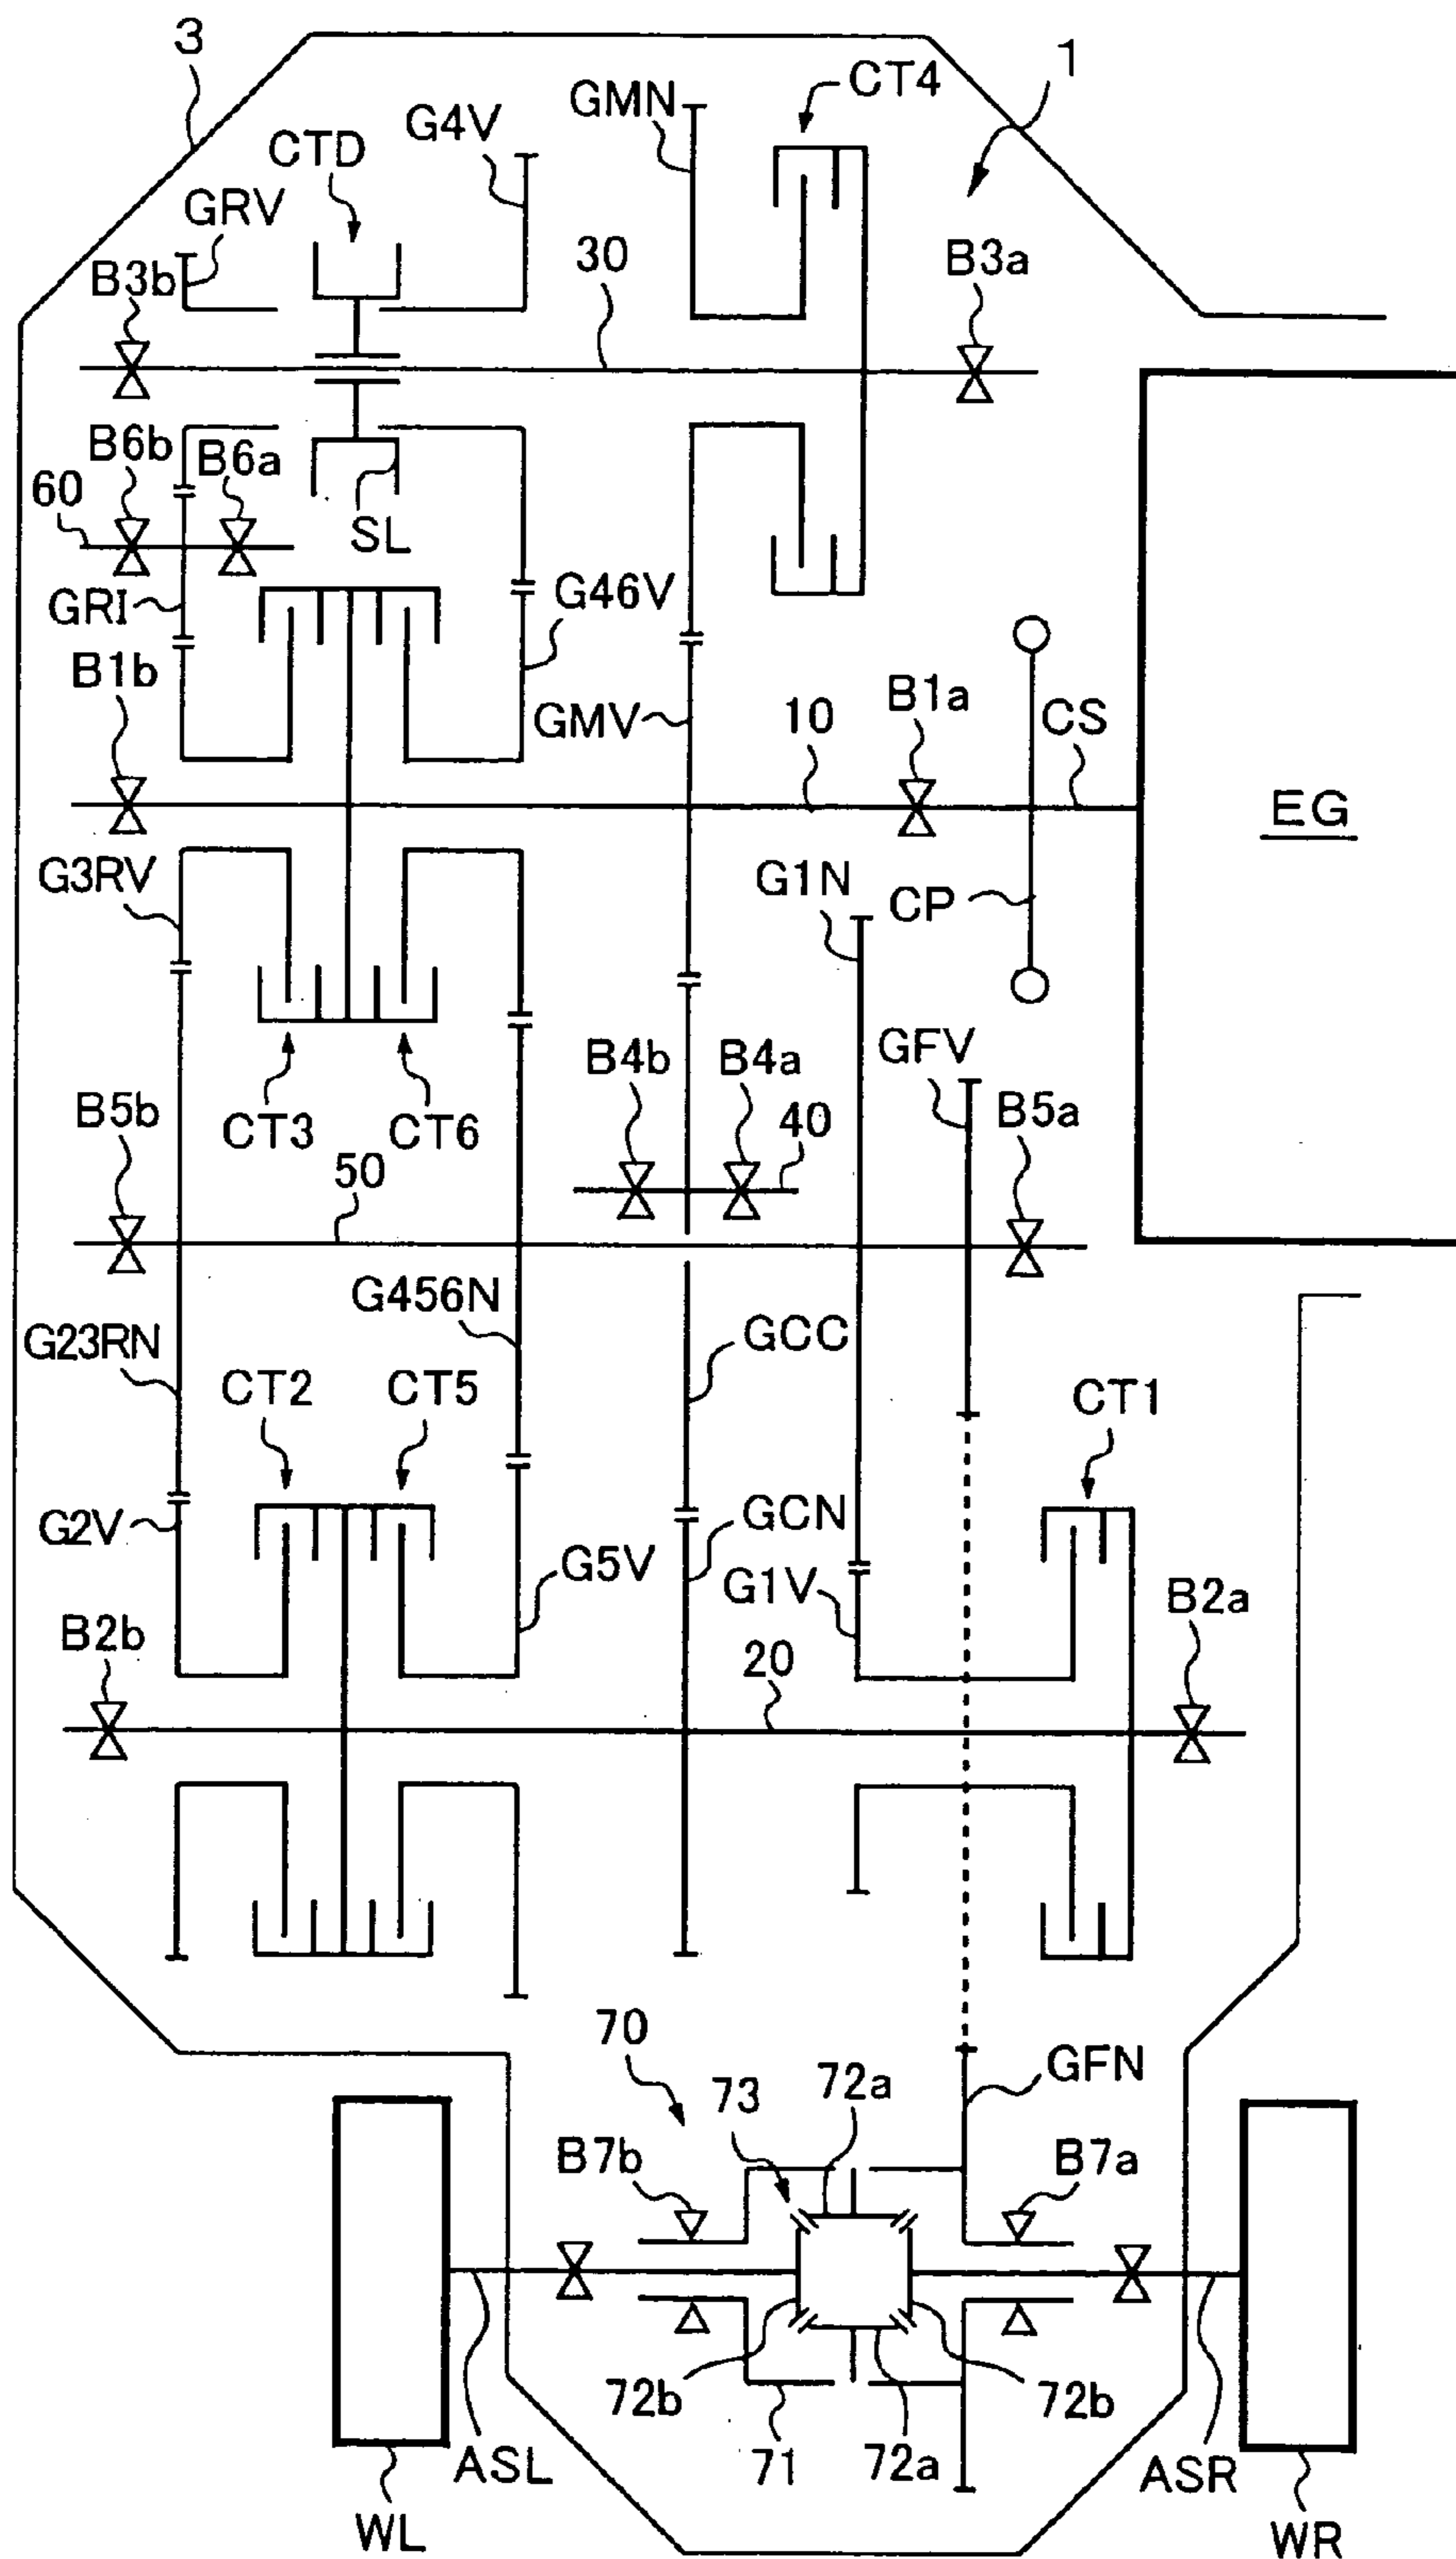 3
1
CT4
GMN
G4V
CTD
GRV
30
B3a
B3b
B6b
B6a
60
SL
GRI
G46V
B1b
GMV
10
B1a
CS
EG
G3RV
G1N
CP
GFV
B4b
B4a
B5b
CT3
CT6
40
B5a
50
G456N
G23RN
GCC
CT2
CT5
CT1
G2V
GCN
G5V
G1V
B2a
B2b
20
70
GFN
73
72a
B7b
B7a
72b
72b
71
72a
ASL
ASR
WL
WR